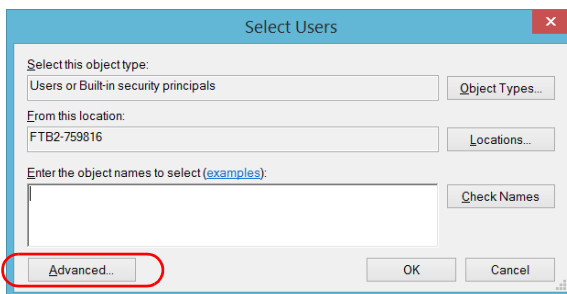 Select Users
Select this object type:
Users or Built-in security principals
Object Types...
From this location:
FTB2-759816
Locations...
Enter the object names to select (examples):
Check Names
Advanced...
OK
Cancel